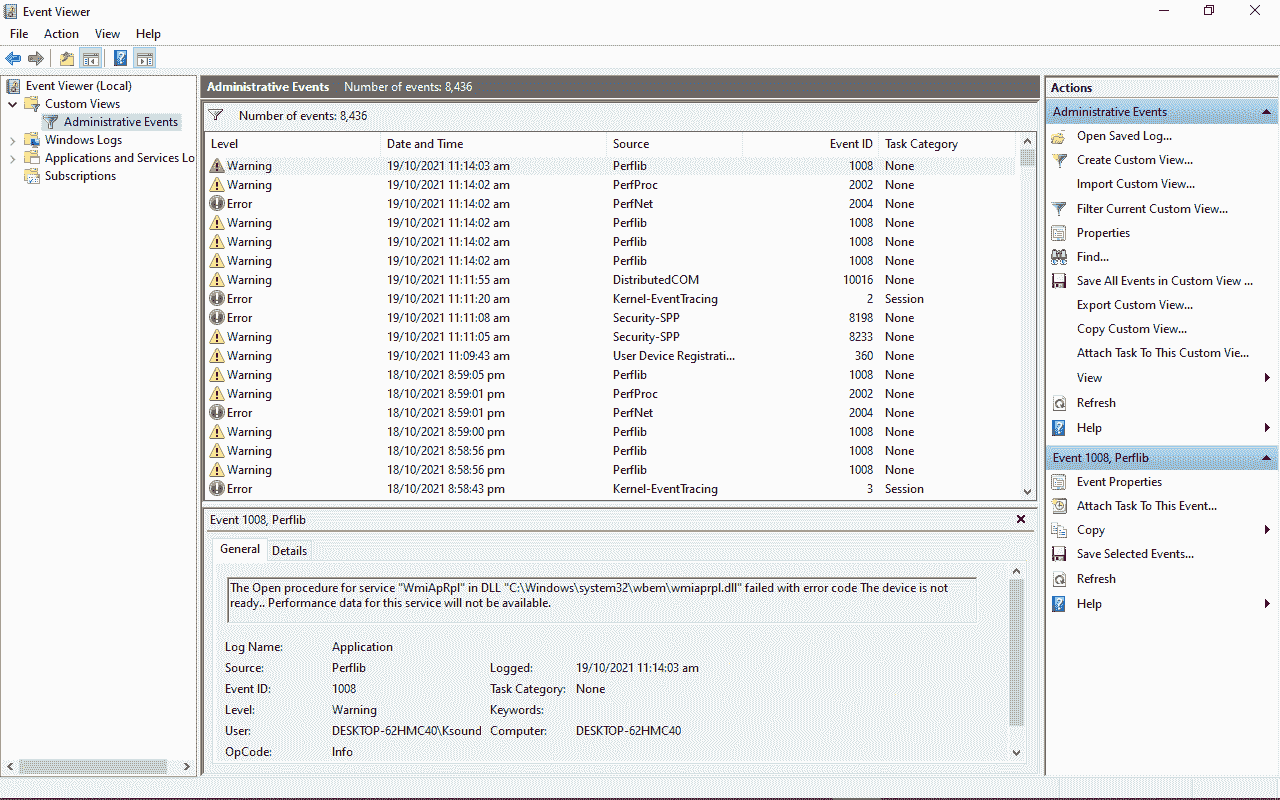 Event Viewer
File Action View Help
Event Viewer (Local)
Custom Views
Administrative Events
Windows Logs
Applications and Services Lo
Subscriptions
Administrative Events Number of events: 8,436
Number of events: 8,436
Level Date and Time Source Event ID Task Category
Warning 19/10/2021 11:14:03 am Perflib 1008 None
Warning 19/10/2021 11:14:02 am PerfProc 2002 None
Error 19/10/2021 11:14:02 am PerfNet 2004 None
Warning 19/10/2021 11:14:02 am Perflib 1008 None
Warning 19/10/2021 11:14:02 am Perflib 1008 None
Warning 19/10/2021 11:14:02 am Perflib 1008 None
Warning 19/10/2021 11:11:55 am DistributedCOM 10016 None
Error 19/10/2021 11:11:20 am Kernel-EventTracing 2 Session
Error 19/10/2021 11:11:08 am Security-SPP 8198 None
Warning 19/10/2021 11:11:05 am Security-SPP 8233 None
Warning 19/10/2021 11:09:43 am User Device Registrati... 360 None
Warning 18/10/2021 8:59:05 pm Perflib 1008 None
Warning 18/10/2021 8:59:01 pm PerfProc 2002 None
Error 18/10/2021 8:59:01 pm PerfNet 2004 None
Warning 18/10/2021 8:59:00 pm Perflib 1008 None
Warning 18/10/2021 8:58:56 pm Perflib 1008 None
Warning 18/10/2021 8:58:56 pm Perflib 1008 None
Error 18/10/2021 8:58:43 pm Kernel-EventTracing 3 Session
Event 1008, Perflib
General Details
The Open procedure for service "WmiApRpl" in DLL "C:\Windows\system32\wbem\wmiaprpl.dll" failed with error code The device is not
ready.. Performance data for this service will not be available.
Log Name: Application
Source: Perflib Logged: 19/10/2021 11:14:03 am
Event ID: 1008 Task Category: None
Level: Warning Keywords:
User: DESKTOP-62HMC40\Ksound Computer: DESKTOP-62HMC40
OpCode: Info
Actions
Administrative Events
Open Saved Log...
Create Custom View...
Import Custom View...
Filter Current Custom View...
Properties
Find...
Save All Events in Custom View ...
Export Custom View...
Copy Custom View...
Attach Task To This Custom Vie...
View
Refresh
Help
Event 1008, Perflib
Event Properties
Attach Task To This Event...
Copy
Save Selected Events...
Refresh
Help